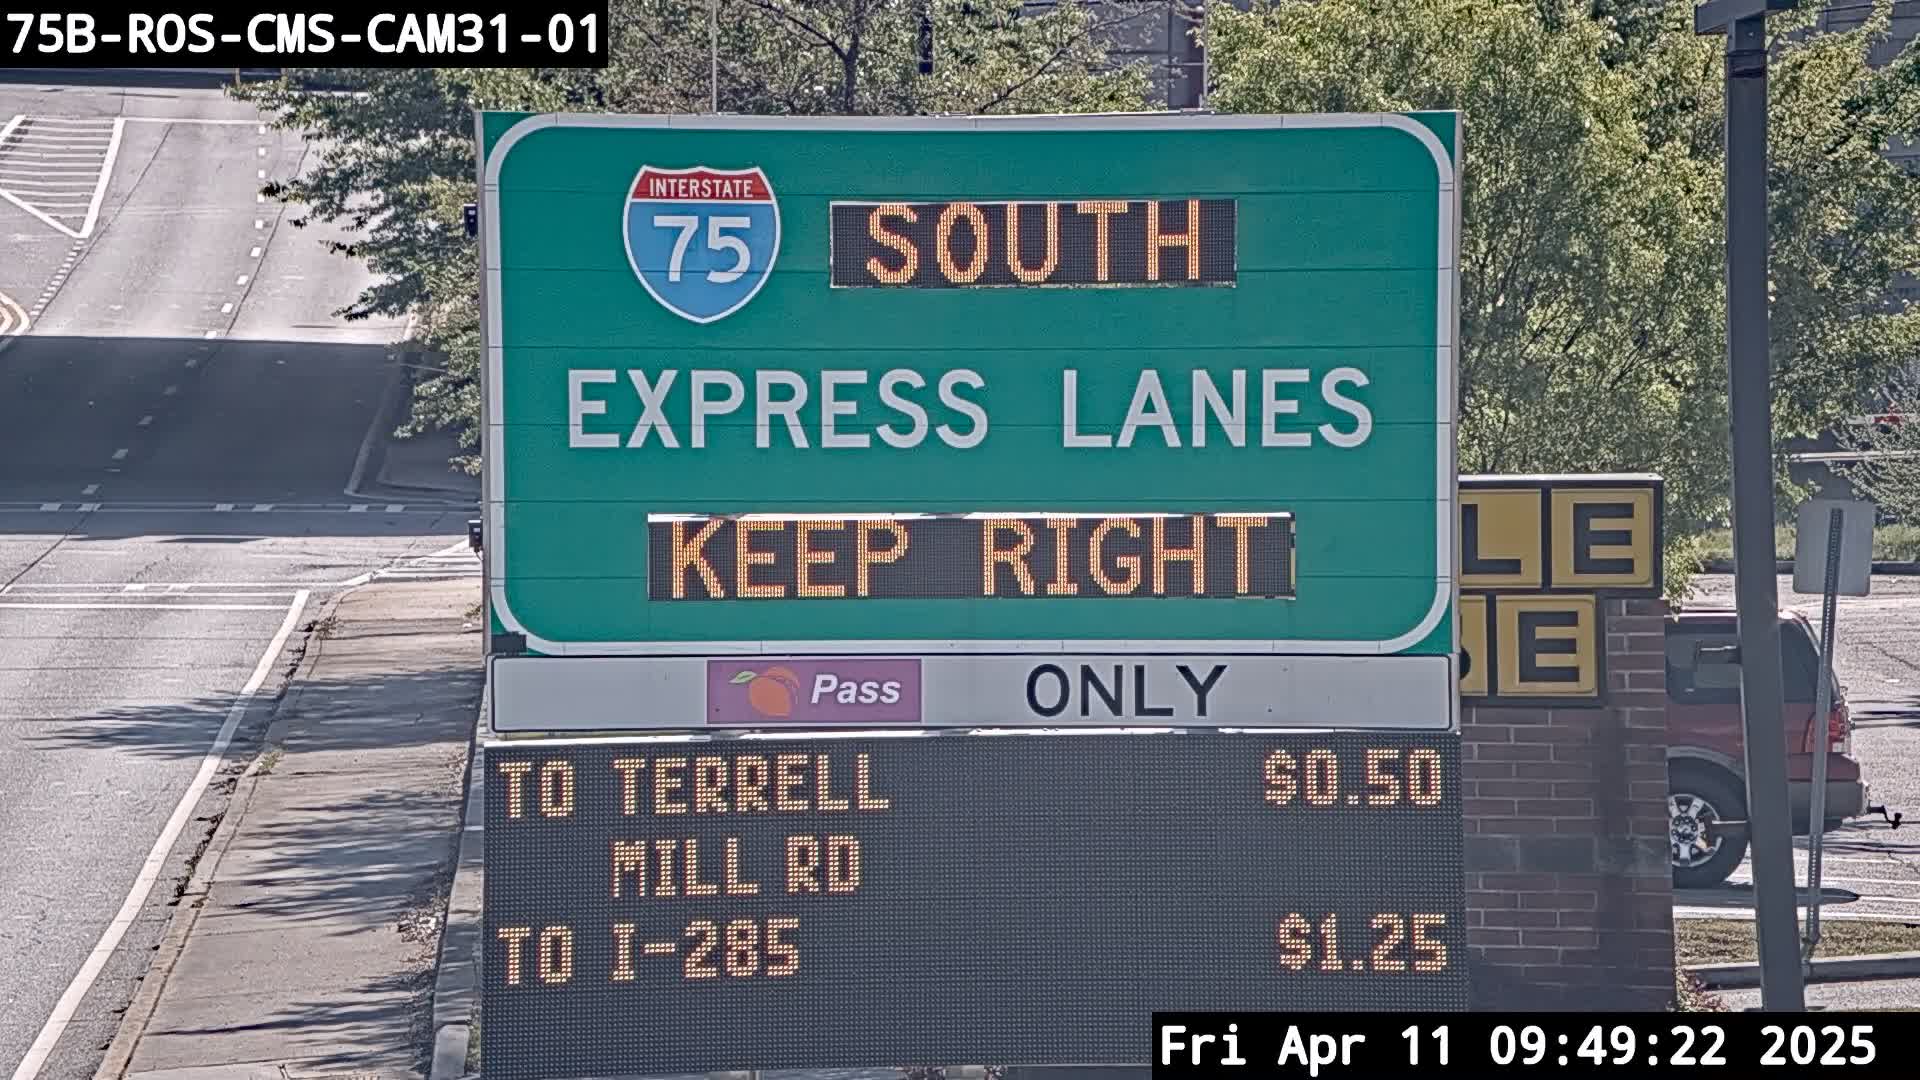 75B-ROS-CMS-CAM31-01
INTERSTATE
75
SOUTH
EXPRESS LANES
KEEP RIGHT
Pass
ONLY
TO TERRELL $0.50
MILL RD
TO I-285 $1.25
LE
E
Fri Apr 11 09:49:22 2025